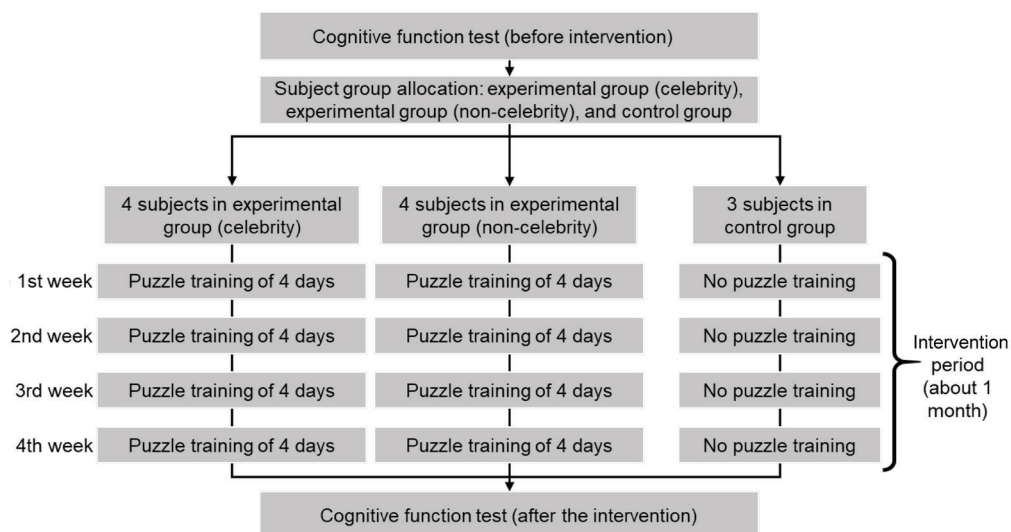 Cognitive function test (before intervention)
Subject group allocation: experimental group (celebrity),
experimental group (non-celebrity), and control group
4 subjects in experimental
group (celebrity)
4 subjects in experimental
group (non-celebrity)
3 subjects in
control group
1st week
Puzzle training of 4 days
Puzzle training of 4 days
No puzzle training
2nd week
Puzzle training of 4 days
Puzzle training of 4 days
No puzzle training
3rd week
Puzzle training of 4 days
Puzzle training of 4 days
No puzzle training
4th week
Puzzle training of 4 days
Puzzle training of 4 days
No puzzle training
Intervention
period
(about 1
month)
Cognitive function test (after the intervention)